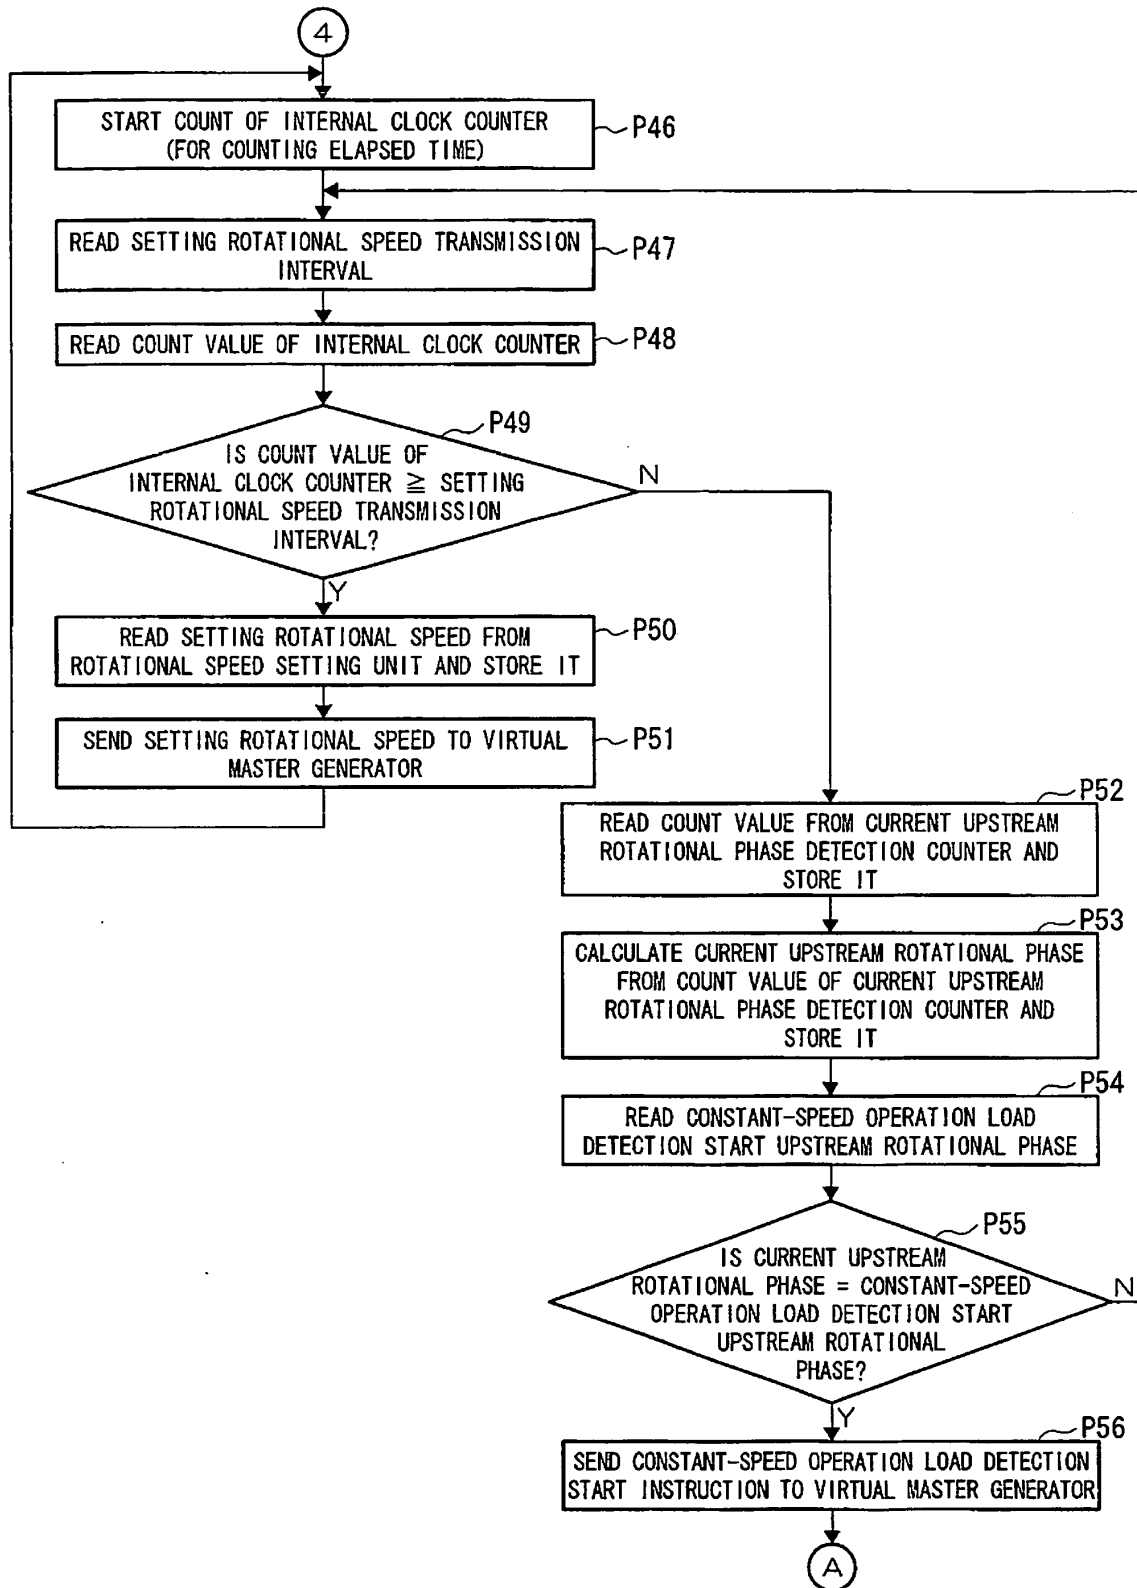 4
START COUNT OF INTERNAL CLOCK COUNTER
(FOR COUNTING ELAPSED TIME)
P46
READ SETTING ROTATIONAL SPEED TRANSMISSION
INTERVAL
P47
READ COUNT VALUE OF INTERNAL CLOCK COUNTER
P48
P49
IS COUNT VALUE OF
INTERNAL CLOCK COUNTER ≧ SETTING
ROTATIONAL SPEED TRANSMISSION
INTERVAL?
N
Y
READ SETTING ROTATIONAL SPEED FROM
ROTATIONAL SPEED SETTING UNIT AND STORE IT
P50
SEND SETTING ROTATIONAL SPEED TO VIRTUAL
MASTER GENERATOR
P51
P52
READ COUNT VALUE FROM CURRENT UPSTREAM
ROTATIONAL PHASE DETECTION COUNTER AND
STORE IT
P53
CALCULATE CURRENT UPSTREAM ROTATIONAL PHASE
FROM COUNT VALUE OF CURRENT UPSTREAM
ROTATIONAL PHASE DETECTION COUNTER AND
STORE IT
P54
READ CONSTANT-SPEED OPERATION LOAD
DETECTION START UPSTREAM ROTATIONAL PHASE
P55
IS CURRENT UPSTREAM
ROTATIONAL PHASE = CONSTANT-SPEED
OPERATION LOAD DETECTION START
UPSTREAM ROTATIONAL
PHASE?
N
Y
P56
SEND CONSTANT-SPEED OPERATION LOAD DETECTION
START INSTRUCTION TO VIRTUAL MASTER GENERATOR
A